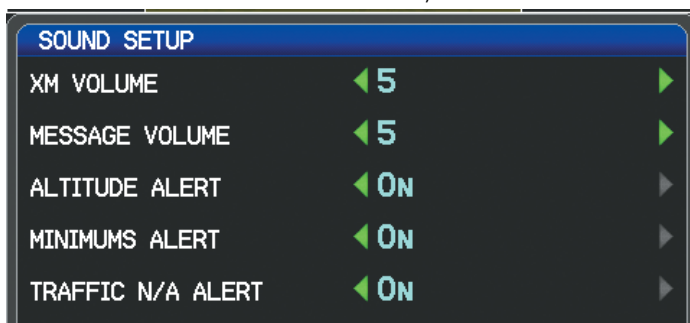 SOUND SETUP
XM VOLUME 5
MESSAGE VOLUME 5
ALTITUDE ALERT ON
MINIMUMS ALERT ON
TRAFFIC N/A ALERT ON